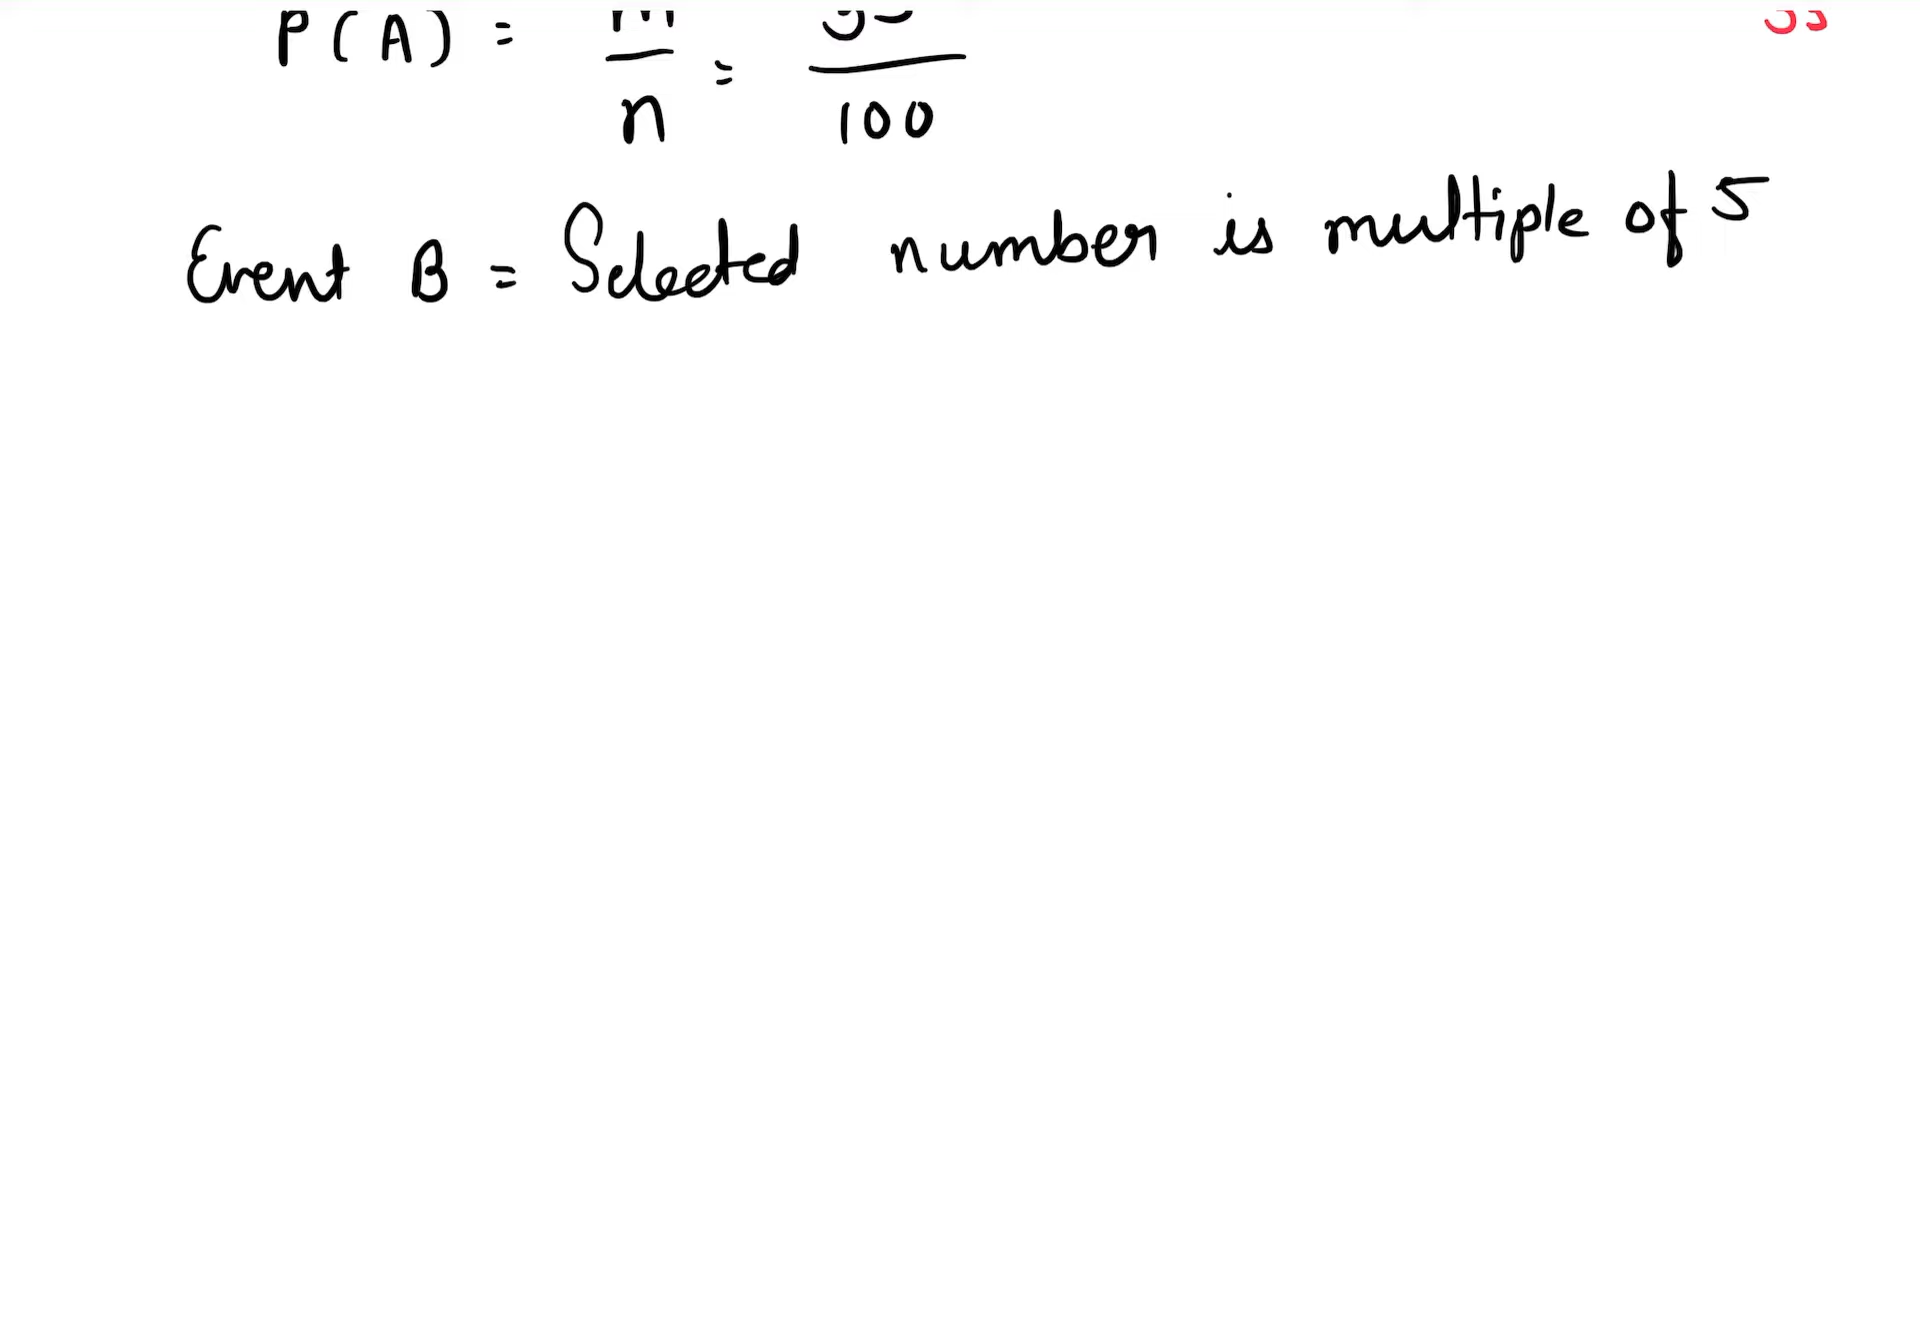 P(A) = m/n = /100
Event B = Selected number is multiple of 5